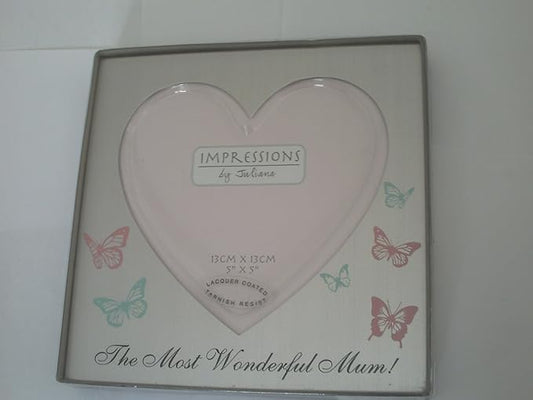 IMPRESSIONS
by Juliana
13CM X 13CM
5" X 5"
LACQUER COATED
TARNISH RESIST
The Most Wonderful Mum!